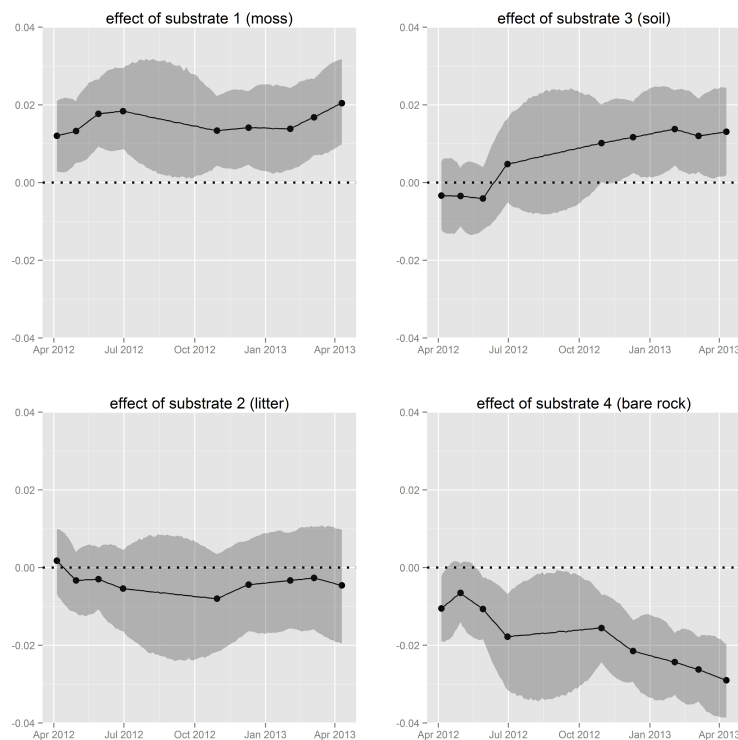 effect of substrate 1 (moss)
0.04
0.02
0.00
-0.02
-0.04
Apr 2012 Jul 2012 Oct 2012 Jan 2013 Apr 2013
effect of substrate 3 (soil)
0.04
0.02
0.00
-0.02
-0.04
Apr 2012 Jul 2012 Oct 2012 Jan 2013 Apr 2013
effect of substrate 2 (litter)
0.04
0.02
0.00
-0.02
-0.04
Apr 2012 Jul 2012 Oct 2012 Jan 2013 Apr 2013
effect of substrate 4 (bare rock)
0.04
0.02
0.00
-0.02
-0.04
Apr 2012 Jul 2012 Oct 2012 Jan 2013 Apr 2013